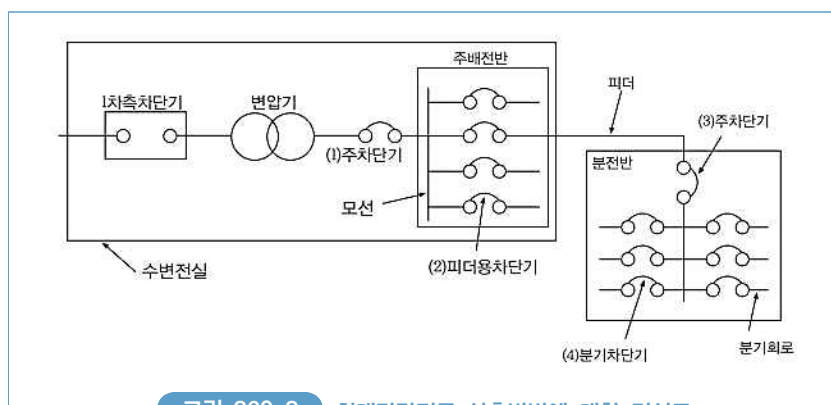 주배전반
피더
1차측차단기
변압기
(3)주차단기
(1)주차단기
분전반
모선
(2)피더용차단기
수변전실
(4)분기차단기
분기회로